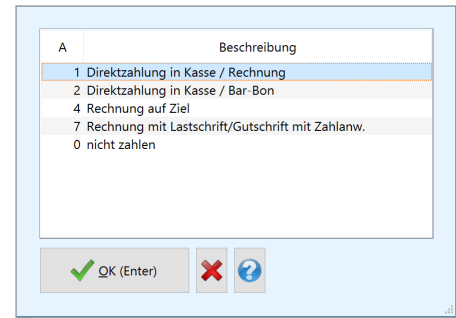 A Beschreibung
1 Direktzahlung in Kasse / Rechnung
2 Direktzahlung in Kasse / Bar-Bon
4 Rechnung auf Ziel
7 Rechnung mit Lastschrift/Gutschrift mit Zahlanw.
0 nicht zahlen
OK (Enter)
?